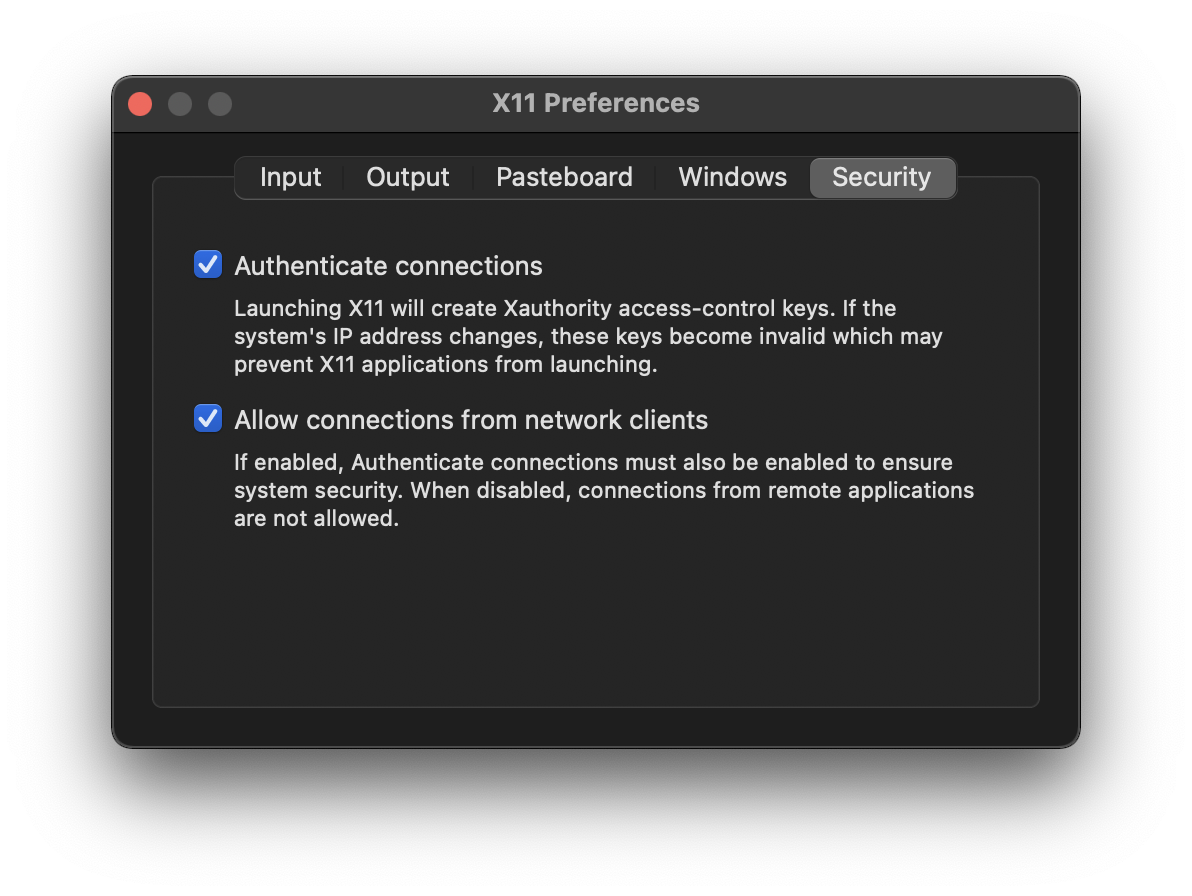 X11 Preferences
Input Output Pasteboard Windows Security
Authenticate connections
Launching X11 will create Xauthority access-control keys. If the
system's IP address changes, these keys become invalid which may
prevent X11 applications from launching.
Allow connections from network clients
If enabled, Authenticate connections must also be enabled to ensure
system security. When disabled, connections from remote applications
are not allowed.